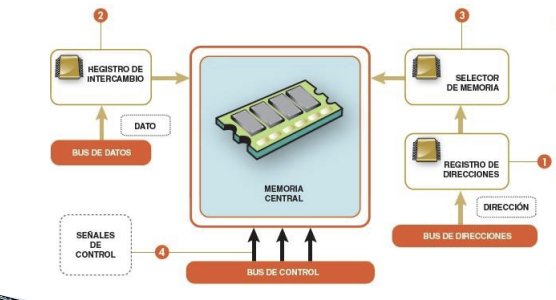 2
3
HEGISTRO DE
INTERCAMBIO
SELECTOR
DE MEMORIA
DATO
BUS DE DATOS
REGISTRO DE
DIRECCIONES
1
MEMORIA
CENTRAL
DIRECCIÓN
SEÑALES
DE
CONTROL
4
BUS DE DIRECCIONES
BUS DE CONTROL